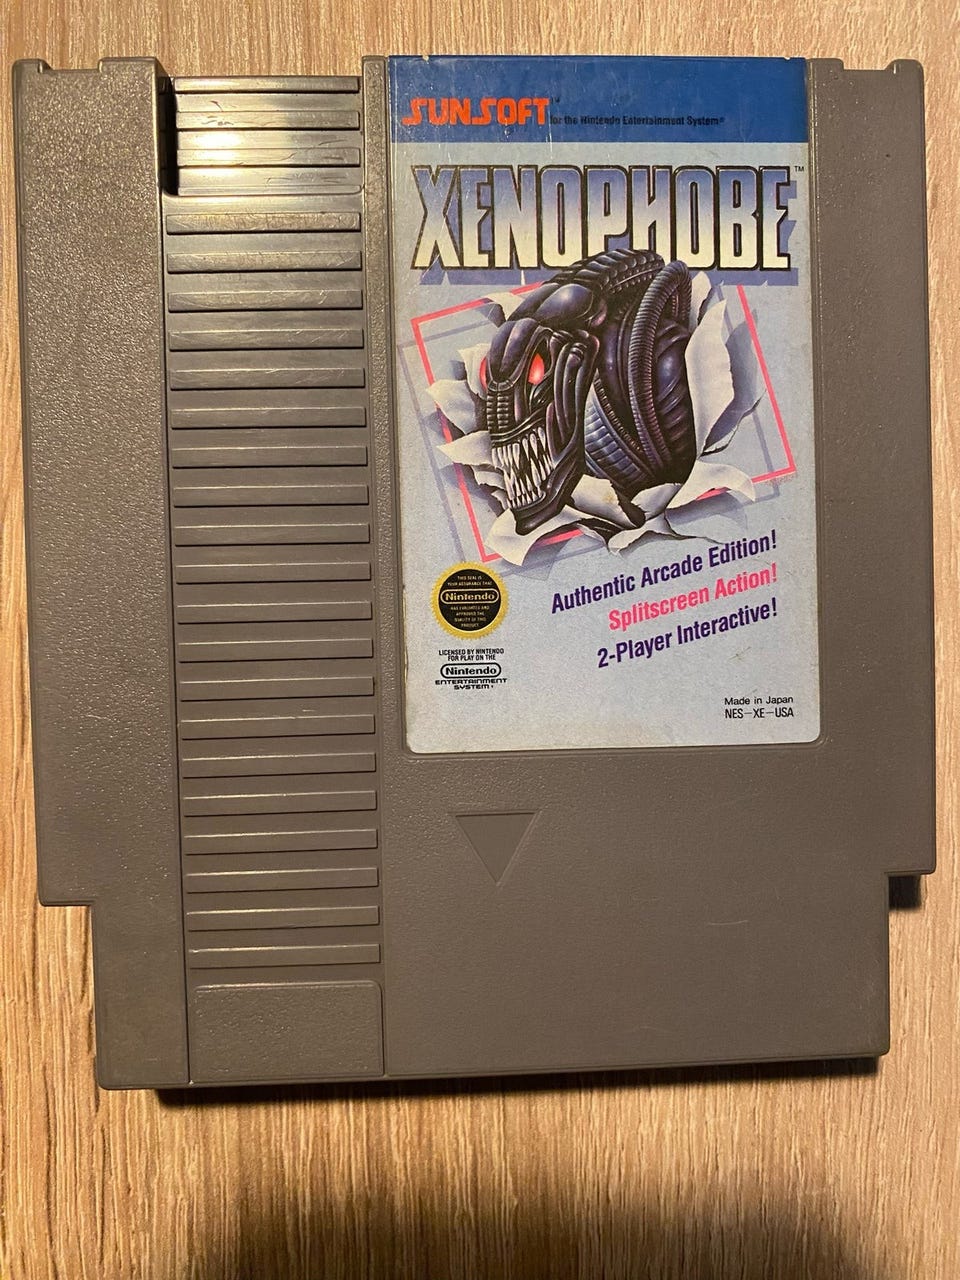 SUNSOFT™ for the Nintendo Entertainment System®
XENOPHOBE™
Authentic Arcade Edition!
Splitscreen Action!
2-Player Interactive!
THIS SEAL IS
YOUR ASSURANCE THAT
Nintendo
HAS EVALUATED AND
APPROVED THE
QUALITY OF THIS
PRODUCT.
LICENSED BY NINTENDO
FOR PLAY ON THE
Nintendo
ENTERTAINMENT
SYSTEM®
Made in Japan
NES-XE-USA